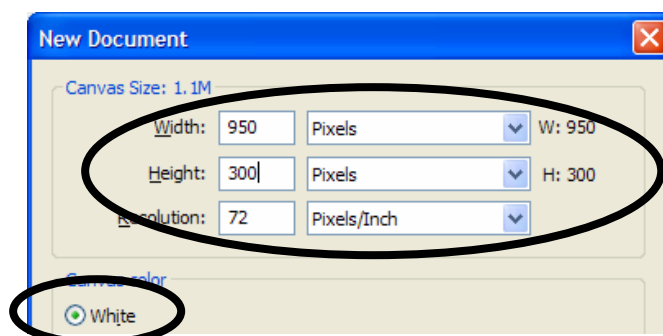 New Document
Canvas Size: 1.1M
Width: 950 Pixels W: 950
Height: 300 Pixels H: 300
Resolution: 72 Pixels/Inch
Canvas color
White